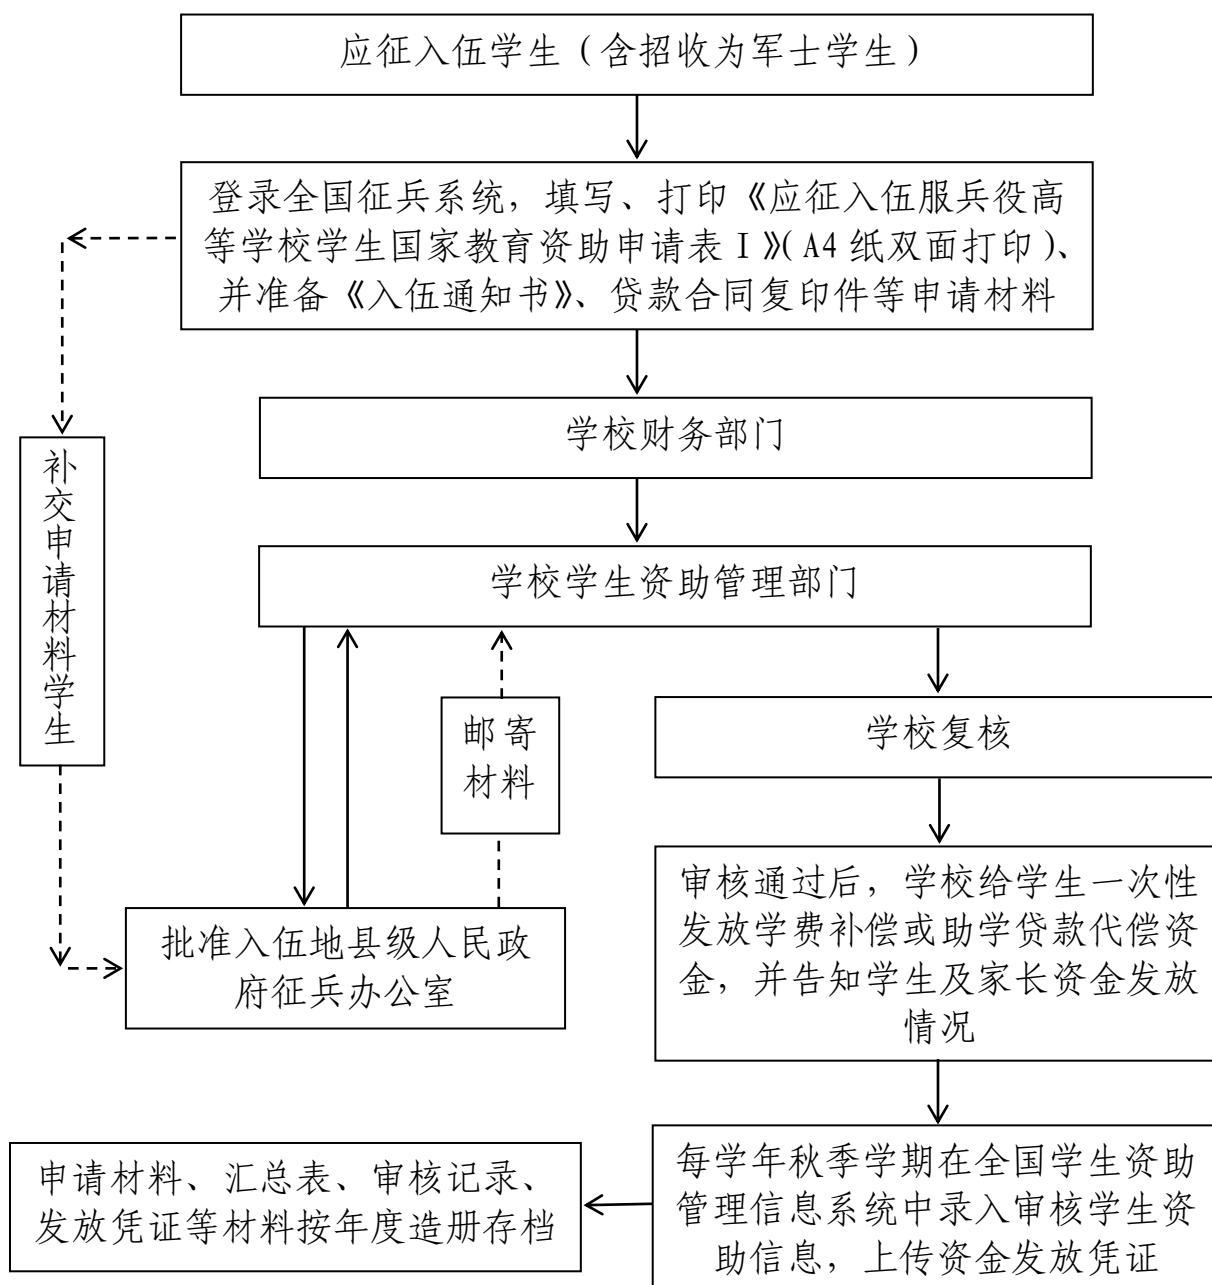 应征入伍学生（含招收为军士学生）
登录全国征兵系统，填写、打印《应征入伍服兵役高
等学校学生国家教育资助申请表 I》（A4 纸双面打印）、
并准备《入伍通知书》、贷款合同复印件等申请材料
学校财务部门
补交申请材料学生
学校学生资助管理部门
邮寄
材料
学校复核
批准入伍地县级人民政
府征兵办公室
审核通过后，学校给学生一次性
发放学费补偿或助学贷款代偿资
金，并告知学生及家长资金发放
情况
每学年秋季学期在全国学生资助
管理信息系统中录入审核学生资
助信息，上传资金发放凭证
申请材料、汇总表、审核记录、
发放凭证等材料按年度造册存档